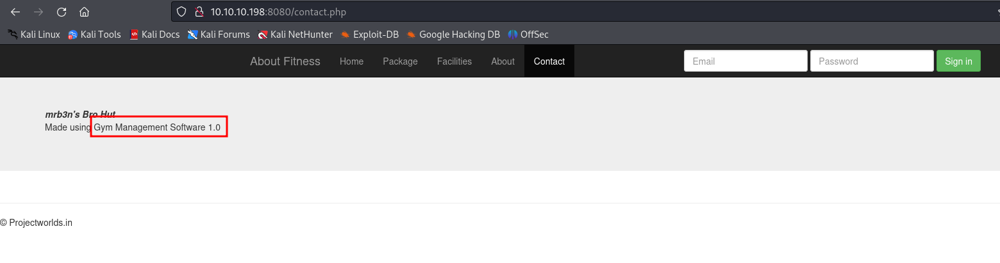 10.10.10.198:8080/contact.php
Kali Linux Kali Tools Kali Docs Kali Forums Kali NetHunter Exploit-DB Google Hacking DB OffSec
About Fitness Home Package Facilities About Contact Email Password Sign in
mrb3n's Bro Hut
Made using Gym Management Software 1.0
© Projectworlds.in